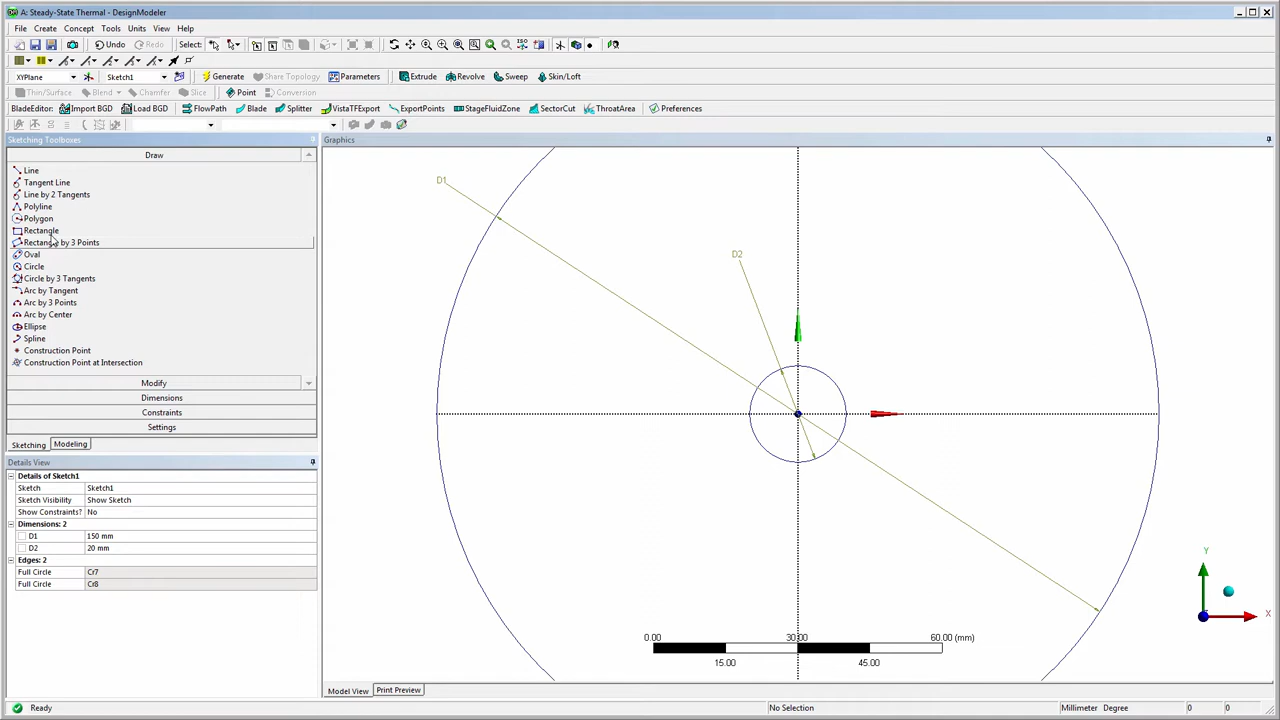 A: Steady-State Thermal - DesignModeler
File Create Concept Tools Units View Help
Undo Redo Select:
XYPlane Sketch1 Generate Share Topology Parameters Extrude Revolve Sweep Skin/Loft
Thin/Surface Blend Chamfer Slice Point Conversion
BladeEditor: Import BGD Load BGD FlowPath Blade Splitter VistaTFExport ExportPoints StageFluidZone SectorCut ThroatArea Preferences
Sketching Toolboxes
Draw
Line
Tangent Line
Line by 2 Tangents
Polyline
Polygon
Rectangle
Rectangle by 3 Points
Oval
Circle
Circle by 3 Tangents
Arc by Tangent
Arc by 3 Points
Arc by Center
Ellipse
Spline
Construction Point
Construction Point at Intersection
Modify
Dimensions
Constraints
Settings
Sketching Modeling
Details View
Details of Sketch1
Sketch Sketch1
Sketch Visibility Show Sketch
Show Constraints? No
Dimensions: 2
D1 150 mm
D2 20 mm
Edges: 2
Full Circle Cr7
Full Circle Cr8
Graphics
D1
D2
Y
X
0.00 30.00 60.00 (mm)
15.00 45.00
Model View Print Preview
Ready No Selection Millimeter Degree 0 0